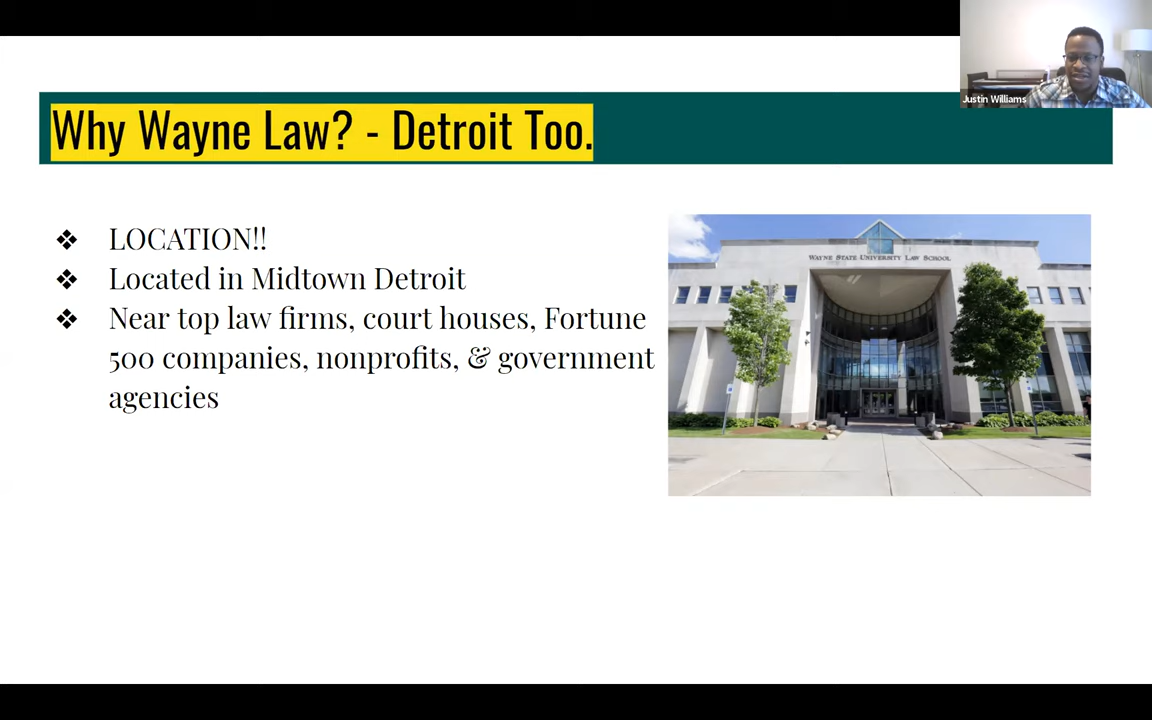 Justin Williams
Why Wayne Law? - Detroit Too.
❖ LOCATION!!
❖ Located in Midtown Detroit
❖ Near top law firms, court houses, Fortune
500 companies, nonprofits, & government
agencies
WAYNE STATE UNIVERSITY LAW SCHOOL